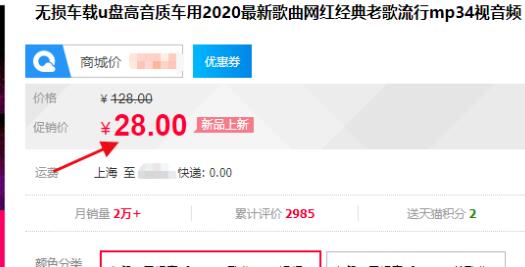 无损车载u盘高音质车用2020最新歌曲网红经典老歌流行mp34视音频
商城价 优惠券
价格 ¥128.00
促销价 ¥28.00 新品上新
运费 上海 至 快递: 0.00
月销量 2万+ 累计评价 2985 送天猫积分 2
颜色分类